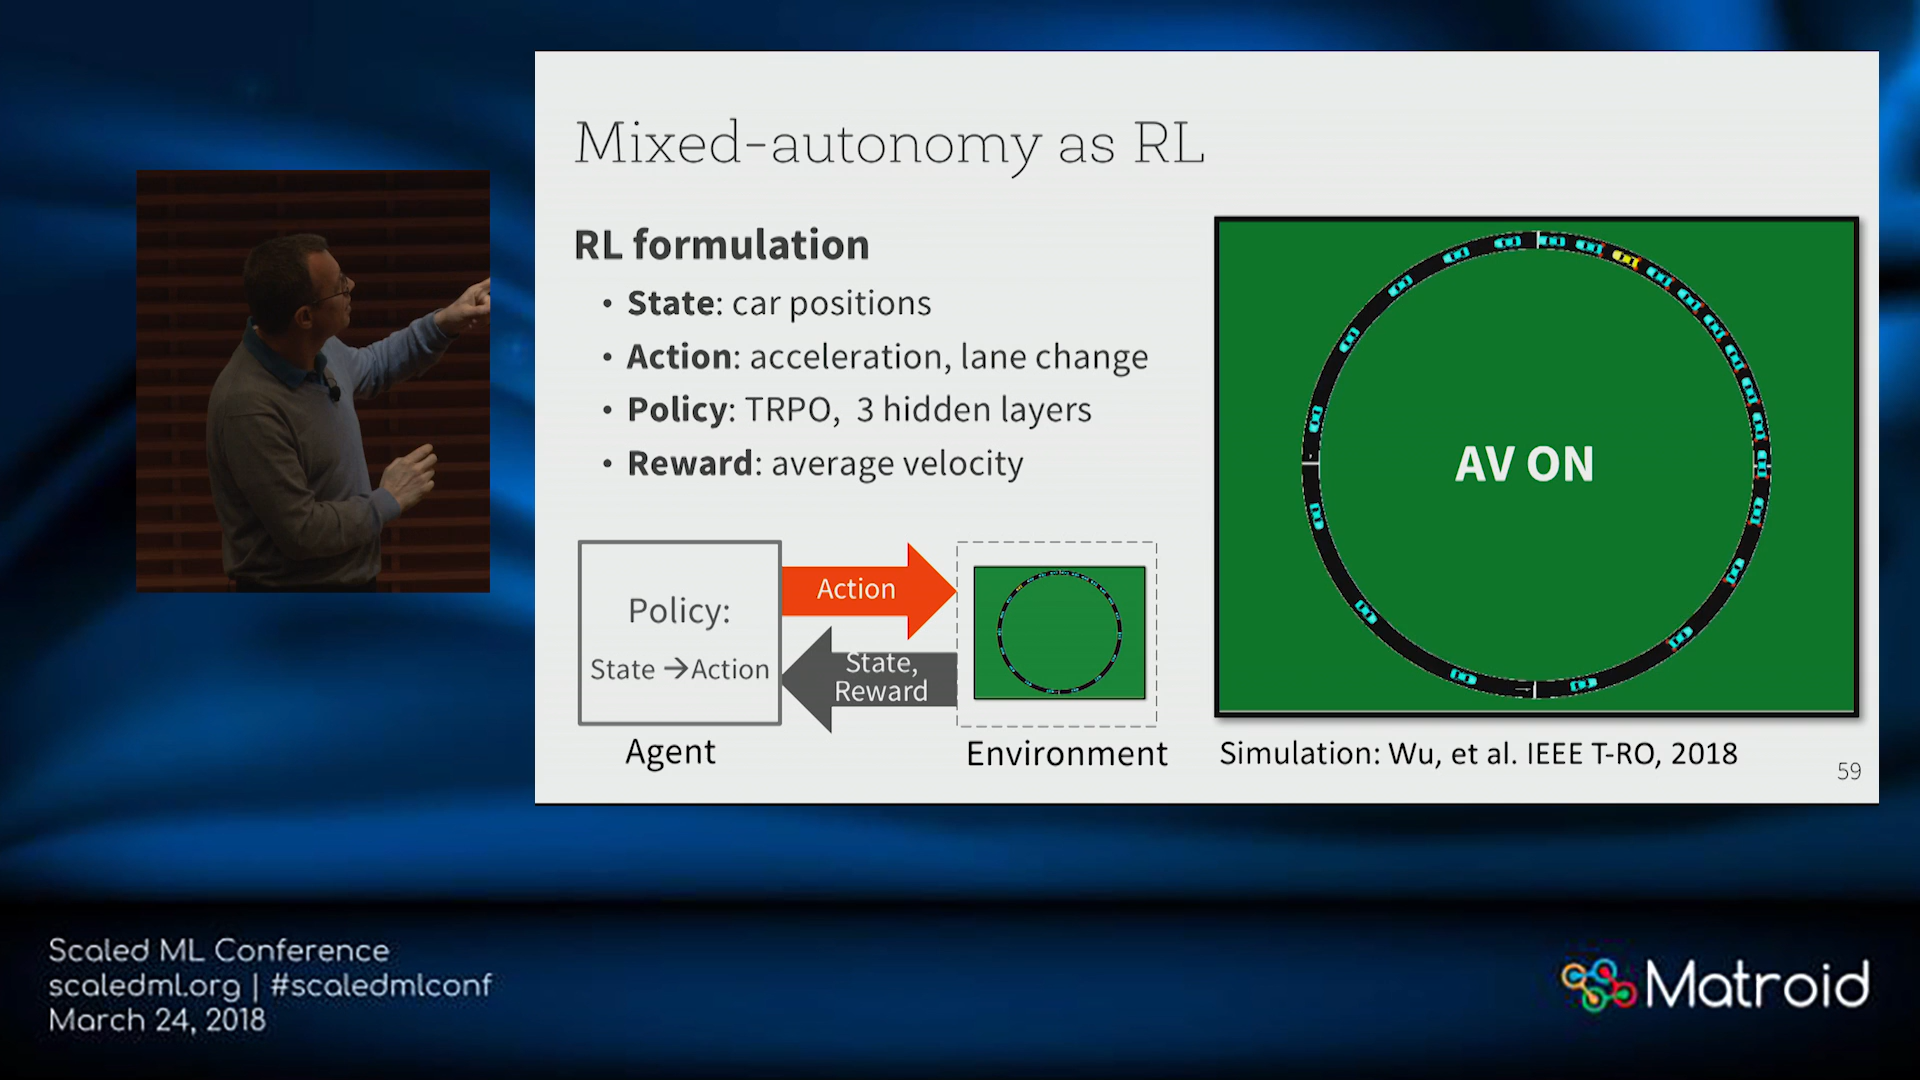 Mixed-autonomy as RL
RL formulation
• State: car positions
• Action: acceleration, lane change
• Policy: TRPO, 3 hidden layers
• Reward: average velocity
Policy:
State →Action
Agent
Action
State,
Reward
Environment
AV ON
Simulation: Wu, et al. IEEE T-RO, 2018
59
Scaled ML Conference
scaledml.org | #scaledmlconf
March 24, 2018
Matroid